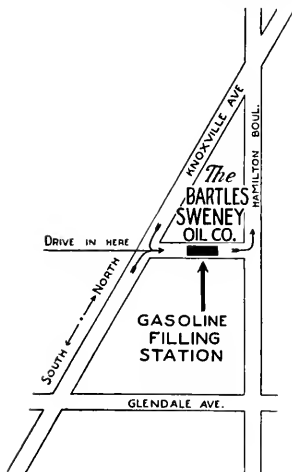 KNOXVILLE AVE
HAMILTON BOUL.
The
BARTLES
SWENEY
OIL CO.
DRIVE IN HERE
NORTH
SOUTH
GASOLINE
FILLING
STATION
GLENDALE AVE.